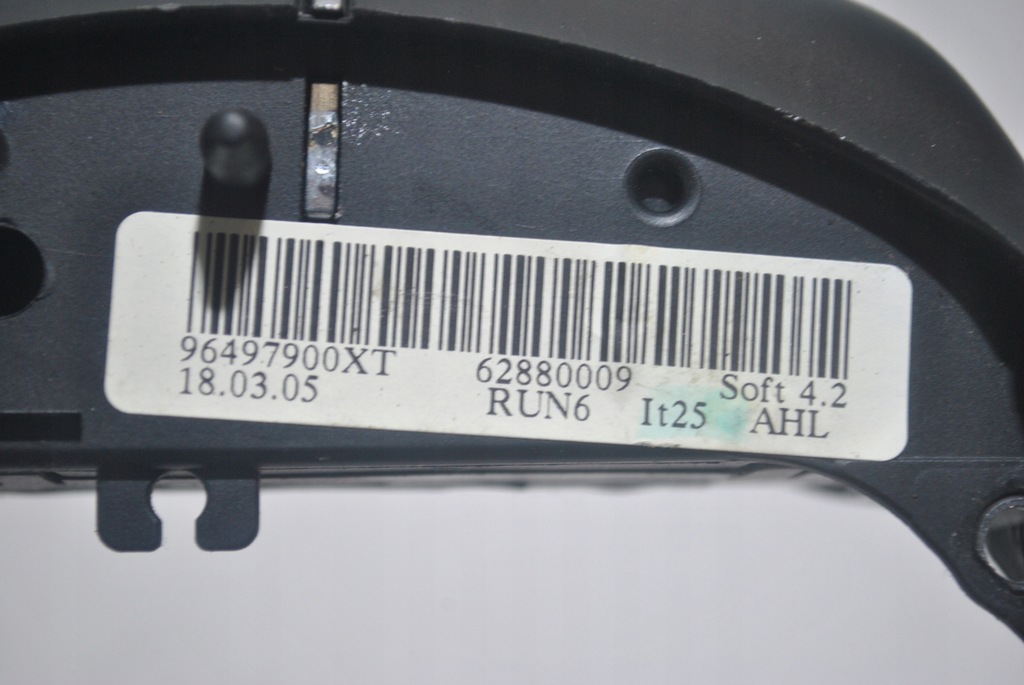 96497900XT 62880009 Soft 4.2
18.03.05 RUN6 It25 AHL